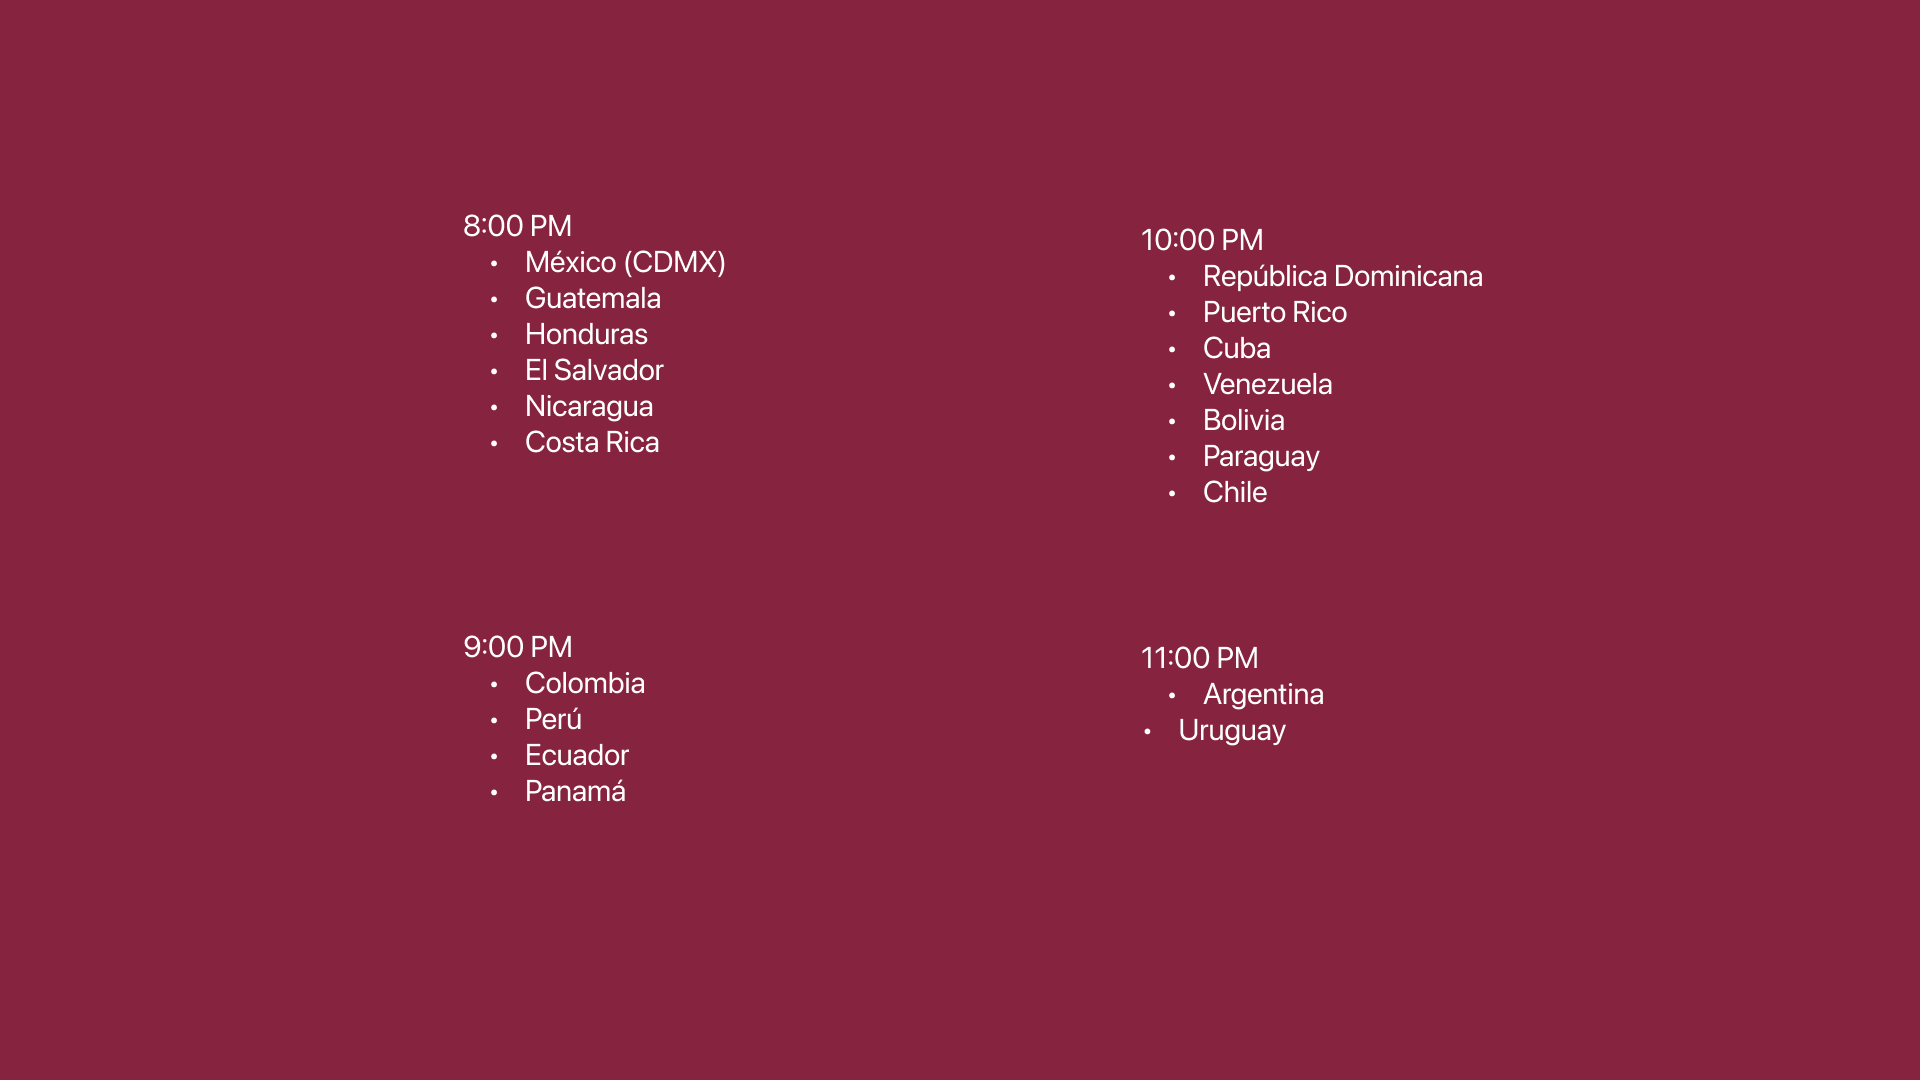 8:00 PM
• México (CDMX)
• Guatemala
• Honduras
• El Salvador
• Nicaragua
• Costa Rica
9:00 PM
• Colombia
• Perú
• Ecuador
• Panamá
10:00 PM
• República Dominicana
• Puerto Rico
• Cuba
• Venezuela
• Bolivia
• Paraguay
• Chile
11:00 PM
• Argentina
• Uruguay